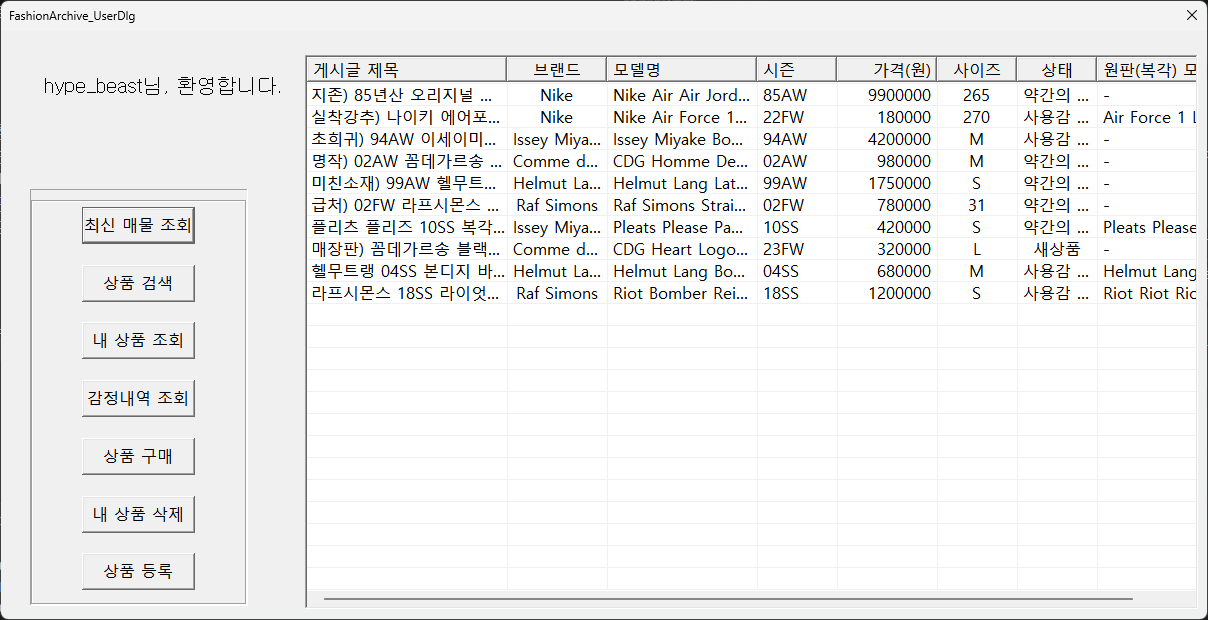 FashionArchive_UserDlg
hype_beast님, 환영합니다.
최신 매물 조회
상품 검색
내 상품 조회
감정내역 조회
상품 구매
내 상품 삭제
상품 등록
게시글 제목 브랜드 모델명 시즌 가격(원) 사이즈 상태 원판(복각) 모
지존) 85년산 오리지널 ... Nike Nike Air Air Jord... 85AW 9900000 265 약간의 ... -
실착강추) 나이키 에어포... Nike Nike Air Force 1... 22FW 180000 270 사용감 ... Air Force 1 L
초희귀) 94AW 이세이미... Issey Miya... Issey Miyake Bo... 94AW 4200000 M 사용감 ... -
명작) 02AW 꼼데가르송 ... Comme d... CDG Homme De... 02AW 980000 M 약간의 ... -
미친소재) 99AW 헬무트... Helmut La... Helmut Lang Lat... 99AW 1750000 S 약간의 ... -
급처) 02FW 라프시몬스 ... Raf Simons Raf Simons Strai... 02FW 780000 31 약간의 ... -
플리츠 플리즈 10SS 복각... Issey Miya... Pleats Please Pa... 10SS 420000 S 약간의 ... Pleats Please
매장판) 꼼데가르송 블랙... Comme d... CDG Heart Logo... 23FW 320000 L 새상품 -
헬무트랭 04SS 본디지 바... Helmut La... Helmut Lang Bo... 04SS 680000 M 사용감 ... Helmut Lang
라프시몬스 18SS 라이엇... Raf Simons Riot Bomber Rei... 18SS 1200000 S 사용감 ... Riot Riot Rio